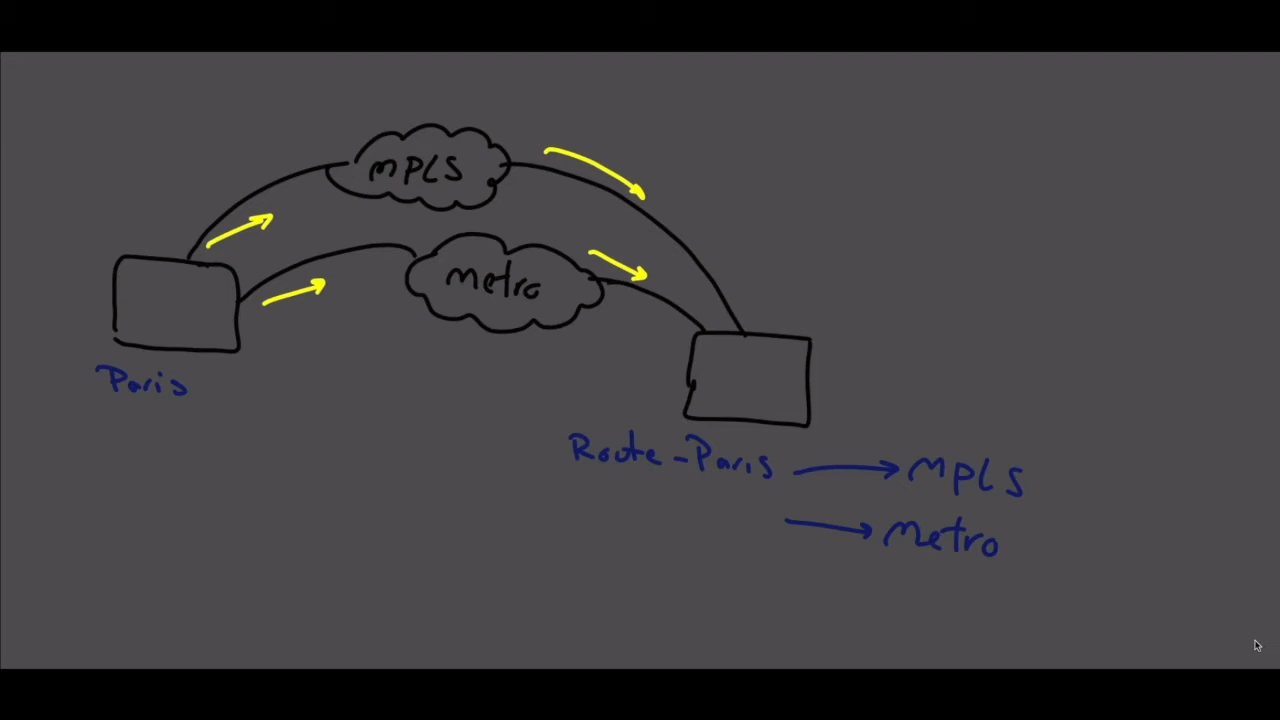 MPLS
Metro
Paris
Route-Paris → MPLS
→ Metro